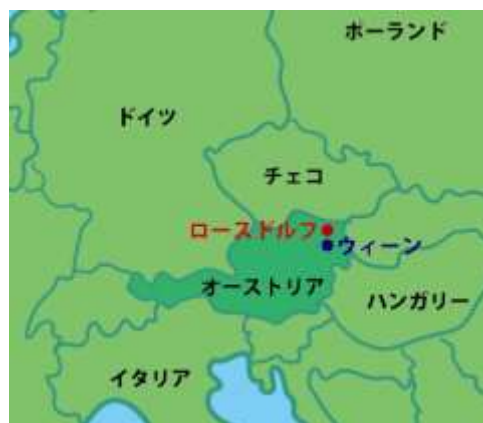 ポーランド
ドイツ
チェコ
ロースドルフ
ウィーン
オーストリア
ハンガリー
イタリア